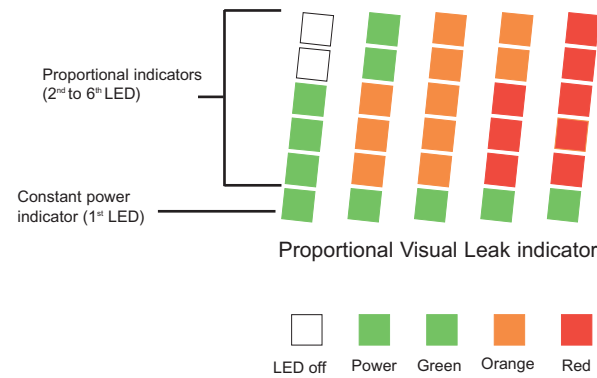 Proportional indicators
(2nd to 6th LED)
Constant power
indicator (1st LED)
Proportional Visual Leak indicator
LED off
Power
Green
Orange
Red